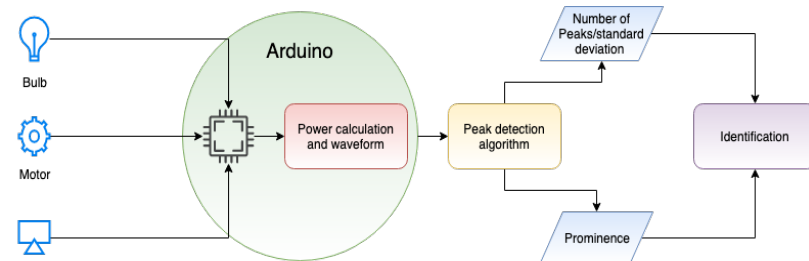 Bulb
Motor
Arduino
Power calculation
and waveform
Peak detection
algorithm
Number of
Peaks/standard
deviation
Prominence
Identification